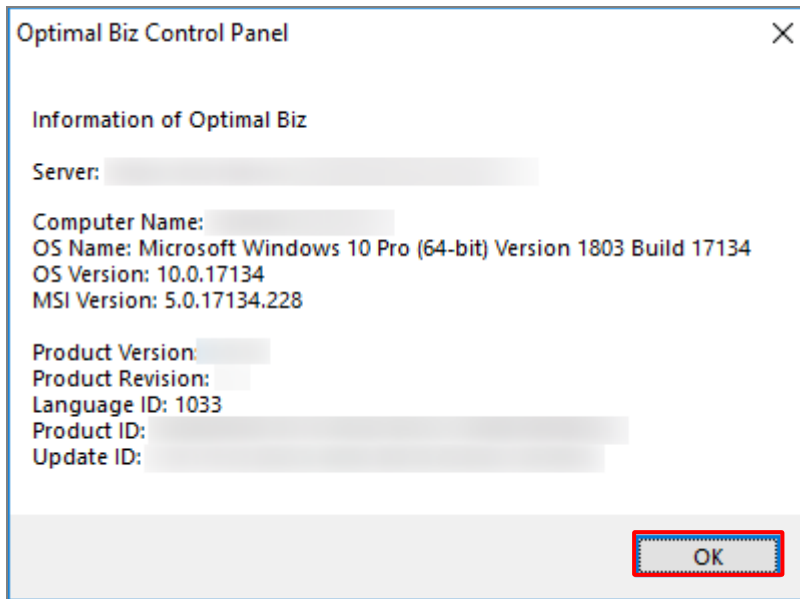 Optimal Biz Control Panel
Information of Optimal Biz
Server:
Computer Name:
OS Name: Microsoft Windows 10 Pro (64-bit) Version 1803 Build 17134
OS Version: 10.0.17134
MSI Version: 5.0.17134.228
Product Version:
Product Revision:
Language ID: 1033
Product ID:
Update ID:
OK